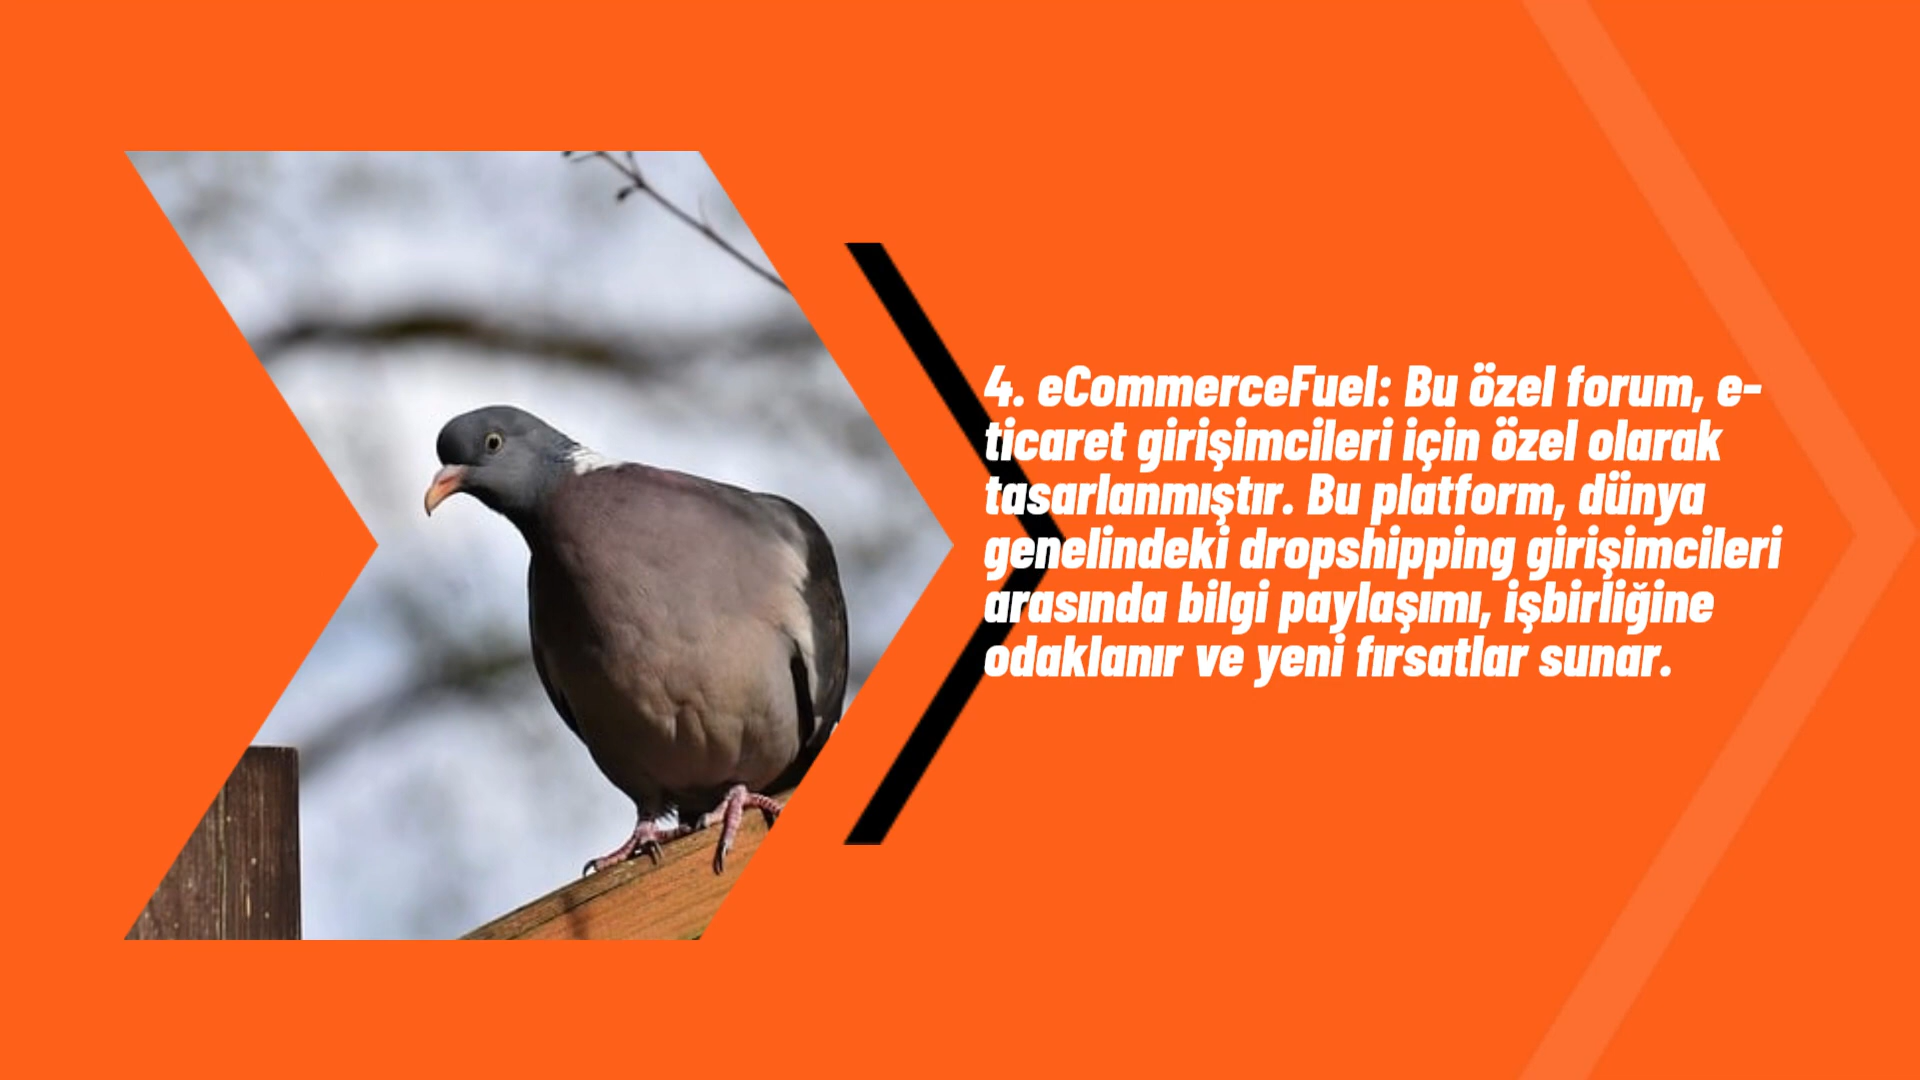 4. eCommerceFuel: Bu özel forum, e-
ticaret girişimcileri için özel olarak
tasarlanmıştır. Bu platform, dünya
genelindeki dropshipping girişimcileri
arasında bilgi paylaşımı, işbirliğine
odaklanır ve yeni fırsatlar sunar.